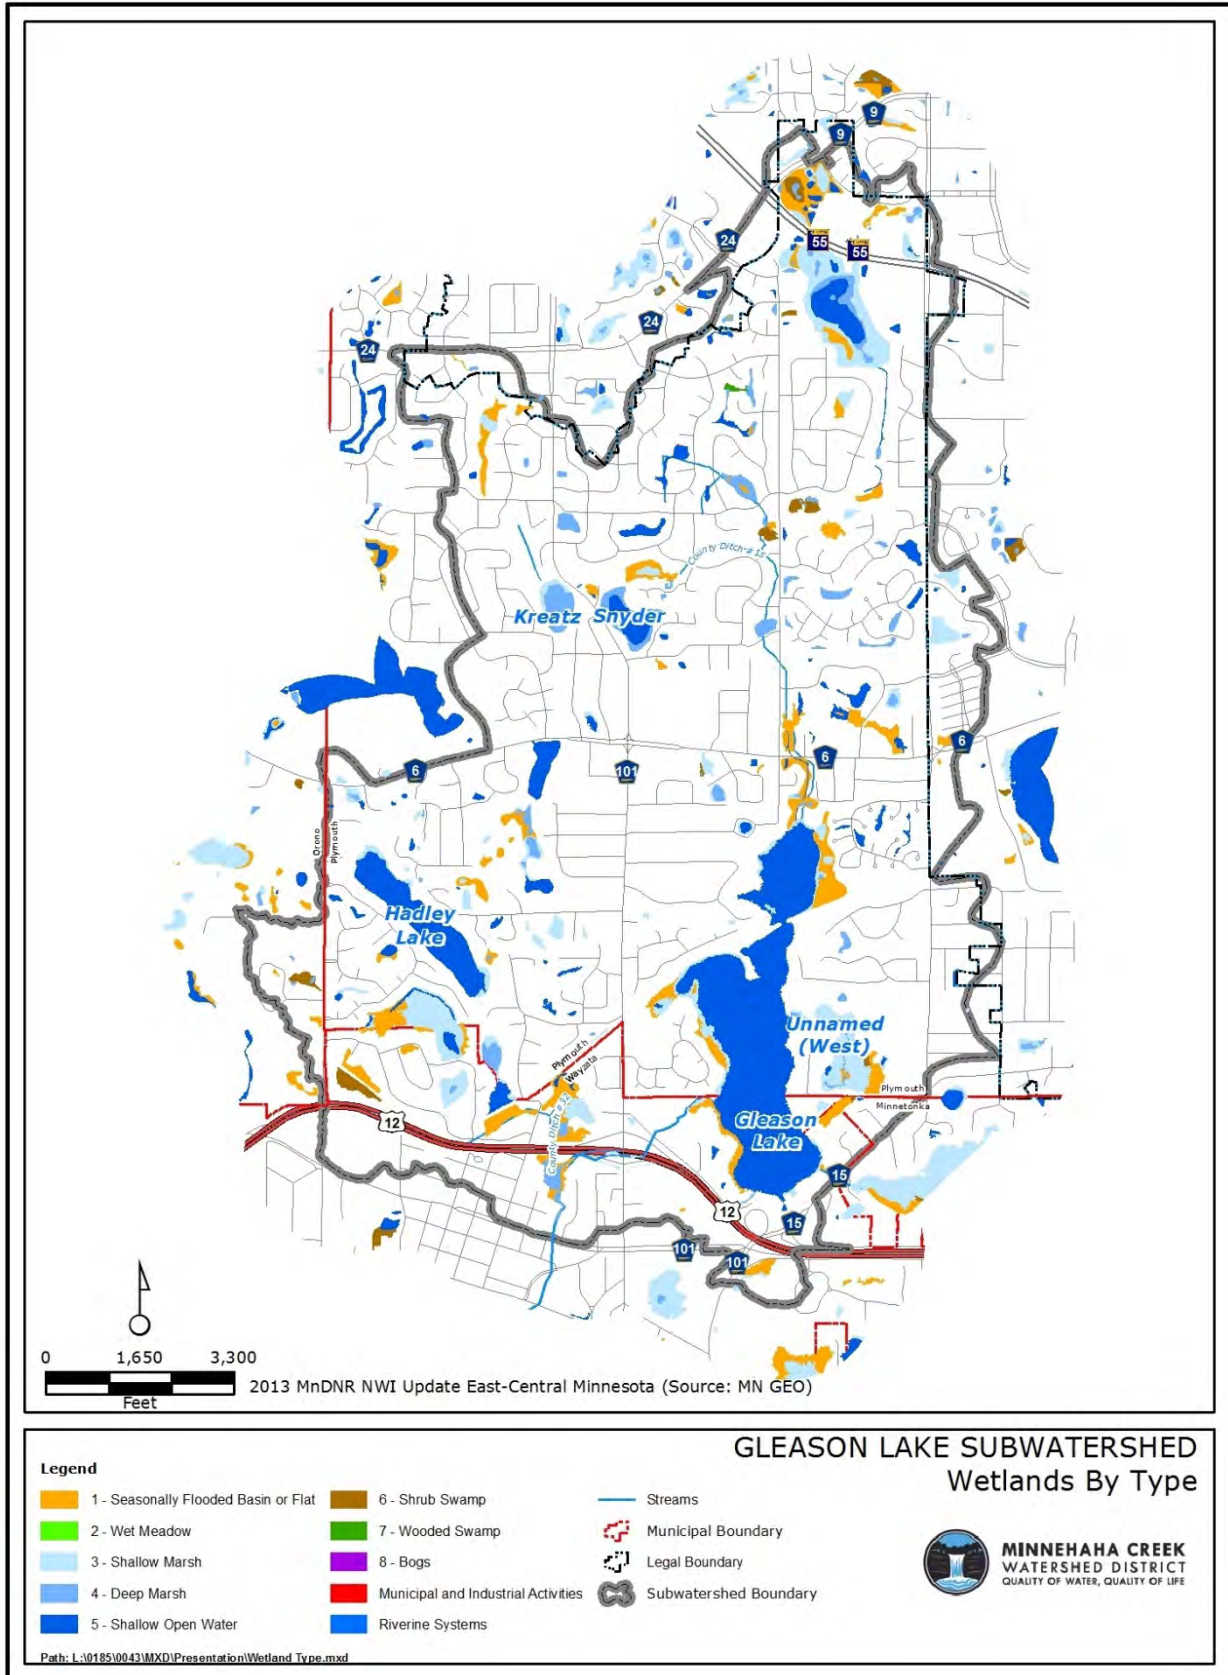 9
9
24
55
55
24
24
County Ditch # 15
Kreatz Snyder
6
6
6
101
Orono
Plymouth
Hadley
Lake
Unnamed
(West)
Plymouth
Wayzata
Plymouth
Minnetonka
12
County Ditch # 32
Gleason
Lake
15
12
15
101
101
0 1,650 3,300
Feet
2013 MnDNR NWI Update East-Central Minnesota (Source: MN GEO)
GLEASON LAKE SUBWATERSHED
Wetlands By Type
Legend
1 - Seasonally Flooded Basin or Flat
2 - Wet Meadow
3 - Shallow Marsh
4 - Deep Marsh
5 - Shallow Open Water
6 - Shrub Swamp
7 - Wooded Swamp
8 - Bogs
Municipal and Industrial Activities
Riverine Systems
Streams
Municipal Boundary
Legal Boundary
Subwatershed Boundary
MINNEHAHA CREEK
WATERSHED DISTRICT
QUALITY OF WATER, QUALITY OF LIFE
Path: L:\0185\0043\MXD\Presentation\Wetland Type.mxd